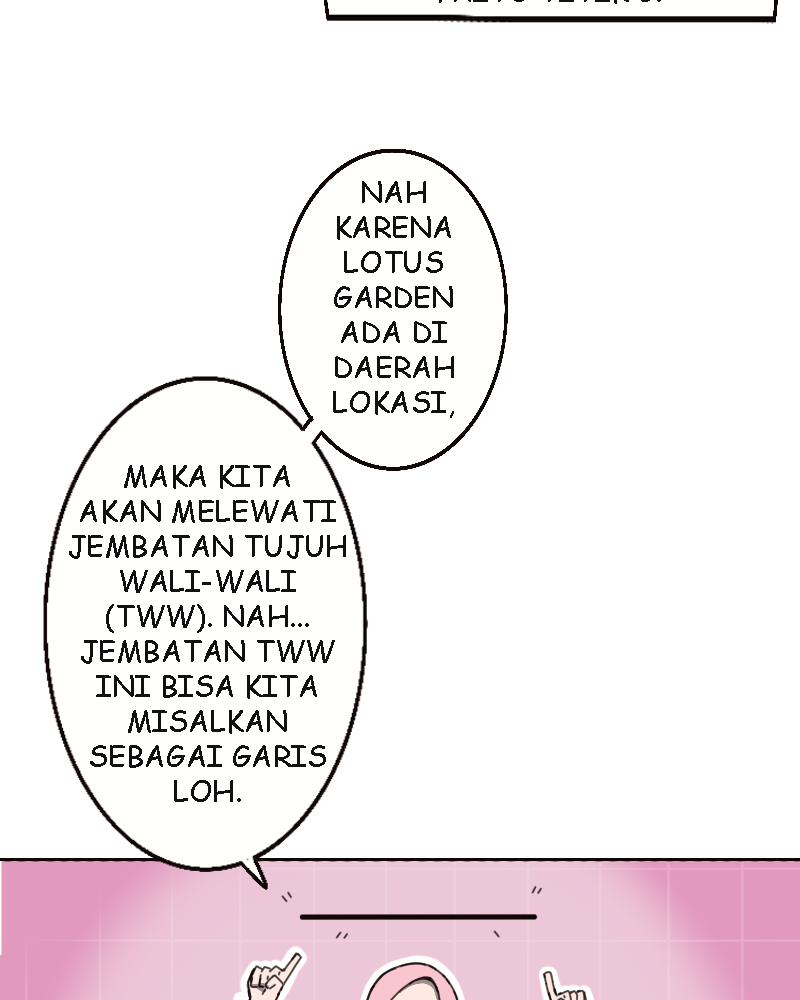 NAH
KARENA
LOTUS
GARDEN
ADA DI
DAERAH
LOKASI,
MAKA KITA
AKAN MELEWATI
JEMBATAN TUJUH
WALI-WALI
(TWW). NAH...
JEMBATAN TWW
INI BISA KITA
MISALKAN
SEBAGAI GARIS
LOH.